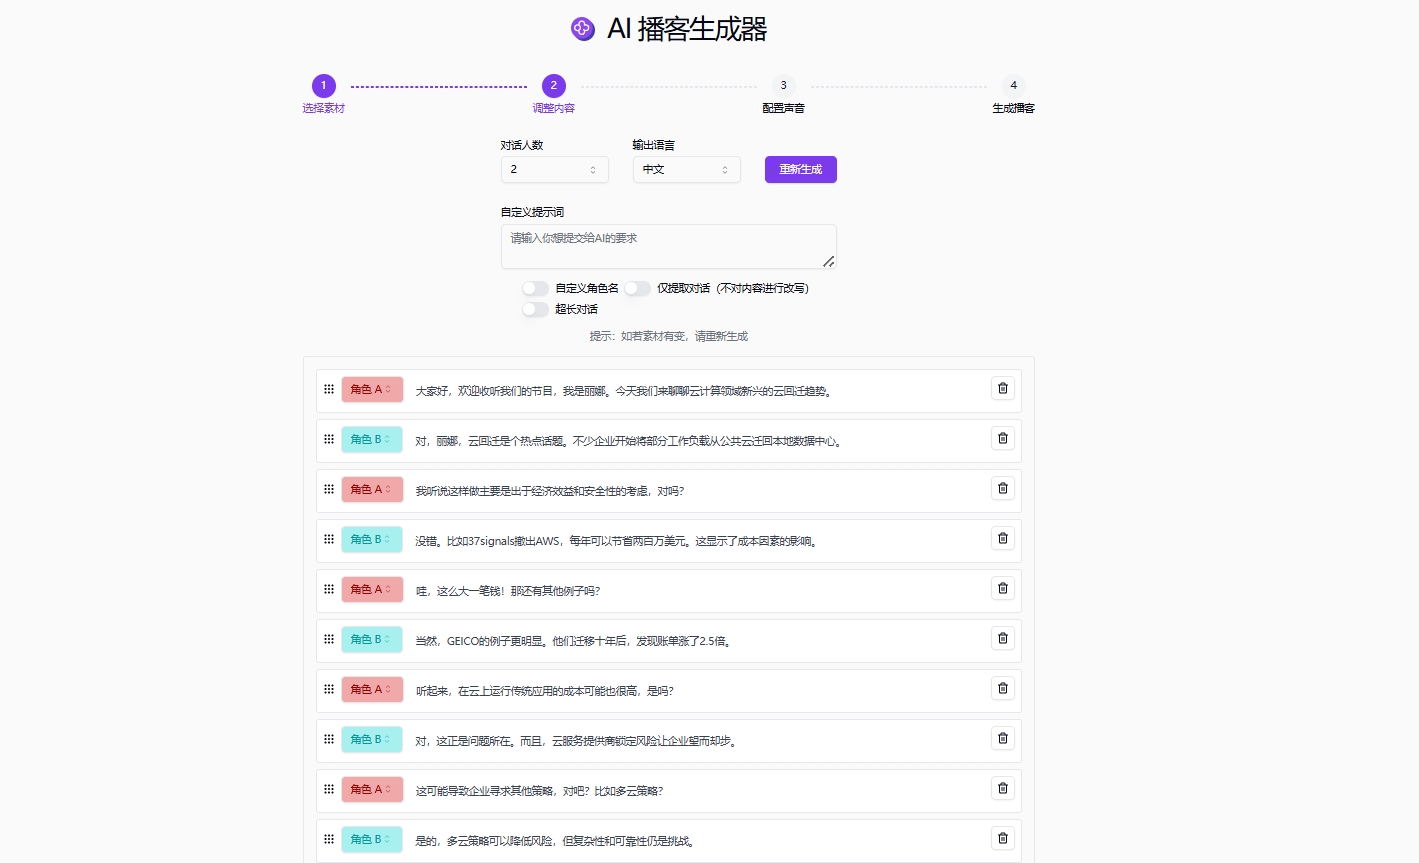 AI 播客生成器
1 2 3 4
选择素材 调整内容 配置声音 生成播客
对话人数 输出语言
2 中文 重新生成
自定义提示词
请输入你想提交给AI的要求
自定义角色名 仅提取对话（不对内容进行改写）
超长对话
提示：如若素材有变，请重新生成
角色 A 大家好，欢迎收听我们的节目，我是丽娜。今天我们来聊聊云计算领域新兴的云回迁趋势。
角色 B 对，丽娜，云回迁是个热点话题。不少企业开始将部分工作负载从公共云迁回本地数据中心。
角色 A 我听说这样做主要是出于经济效益和安全性的考虑，对吗？
角色 B 没错。比如37signals撤出AWS，每年可以节省两百万美元。这显示了成本因素的影响。
角色 A 哇，这么大一笔钱！那还有其他例子吗？
角色 B 当然，GEICO的例子更明显。他们迁移十年后，发现账单涨了2.5倍。
角色 A 听起来，在云上运行传统应用的成本可能也很高，是吗？
角色 B 对，这正是问题所在。而且，云服务提供商锁定风险让企业望而却步。
角色 A 这可能导致企业寻求其他策略，对吧？比如多云策略？
角色 B 是的，多云策略可以降低风险，但复杂性和可靠性仍是挑战。